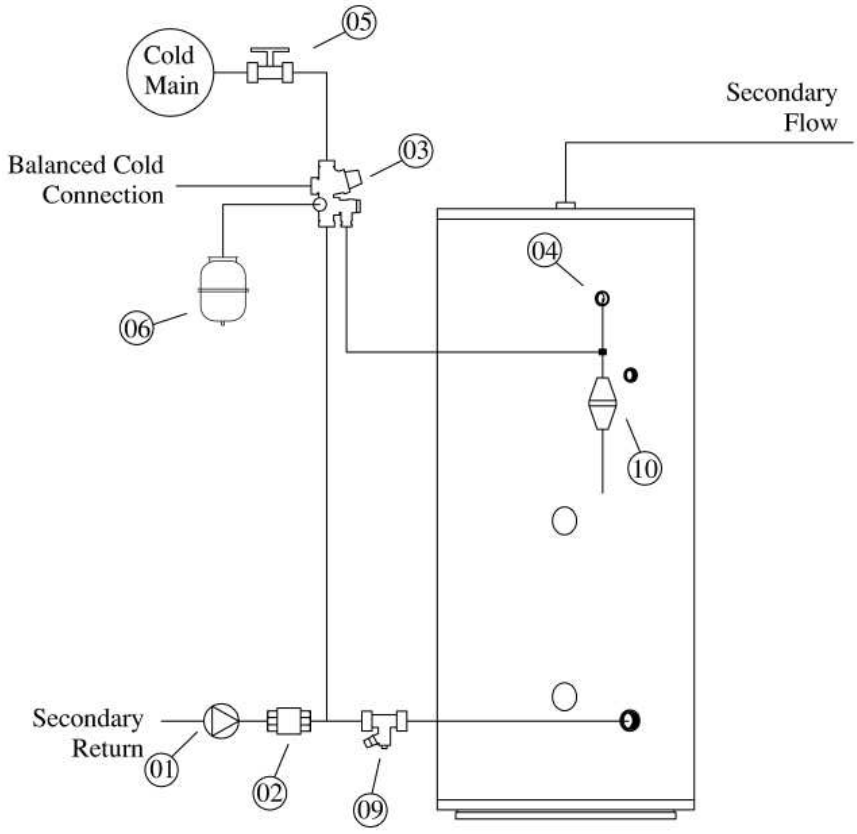 05
Cold
Main
Secondary
Flow
03
Balanced Cold
Connection
04
06
10
Secondary
Return
01
02
09